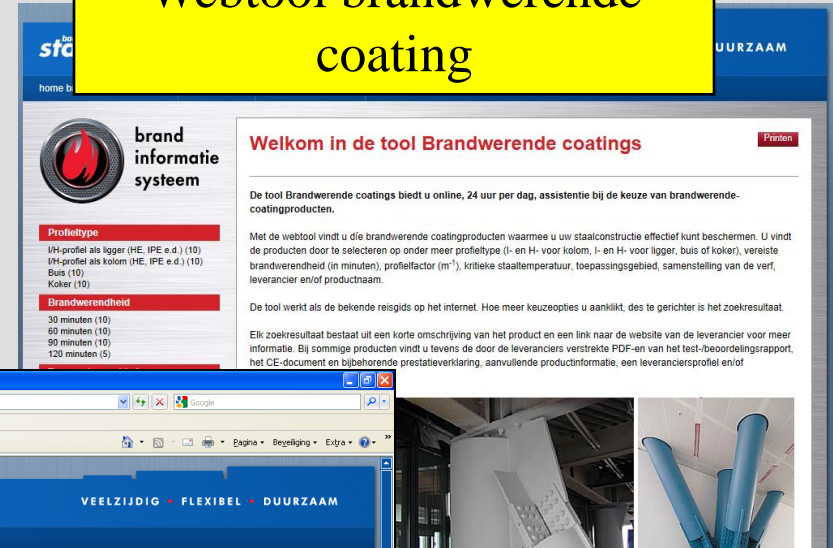 Webtool brandwerende
coating
UURZAAM
brand
informatie
systeem
Profieltype
I/H-profiel als ligger (HE, IPE e.d.) (10)
I/H-profiel als kolom (HE, IPE e.d.) (10)
Buis (10)
Koker (10)
Brandwerendheid
30 minuten (10)
60 minuten (10)
90 minuten (10)
120 minuten (5)
Welkom in de tool Brandwerende coatings
Printen
De tool Brandwerende coatings biedt u online, 24 uur per dag, assistentie bij de keuze van brandwerende-
coatingproducten.
Met de webtool vindt u díe brandwerende coatingproducten waarmee u uw staalconstructie effectief kunt beschermen. U vindt
de producten door te selecteren op onder meer profieltype (I- en H- voor kolom, I- en H- voor ligger, buis of koker), vereiste
brandwerendheid (in minuten), profielfactor (m⁻¹), kritieke staaltemperatuur, toepassingsgebied, samenstelling van de verf,
leverancier en/of productnaam.
De tool werkt als de bekende reisgids op het internet. Hoe meer keuzeopties u aanklikt, des te gerichter is het zoekresultaat.
Elk zoekresultaat bestaat uit een korte omschrijving van het product en een link naar de website van de leverancier voor meer
informatie. Bij sommige producten vindt u tevens de door de leveranciers verstrekte PDF-en van het test-/beoordelingsrapport,
het CE-document en bijbehorende prestatieverklaring, aanvullende productinformatie, een leveranciersprofiel en/of
Google
Pagina
Beveiliging
Extra
VEELZIJDIG • FLEXIBEL • DUURZAAM